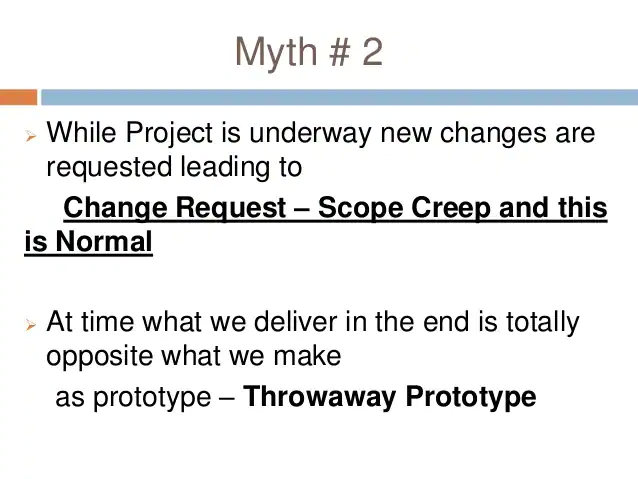 Myth # 2
While Project is underway new changes are
requested leading to
Change Request – Scope Creep and this
is Normal
At time what we deliver in the end is totally
opposite what we make
as prototype – Throwaway Prototype